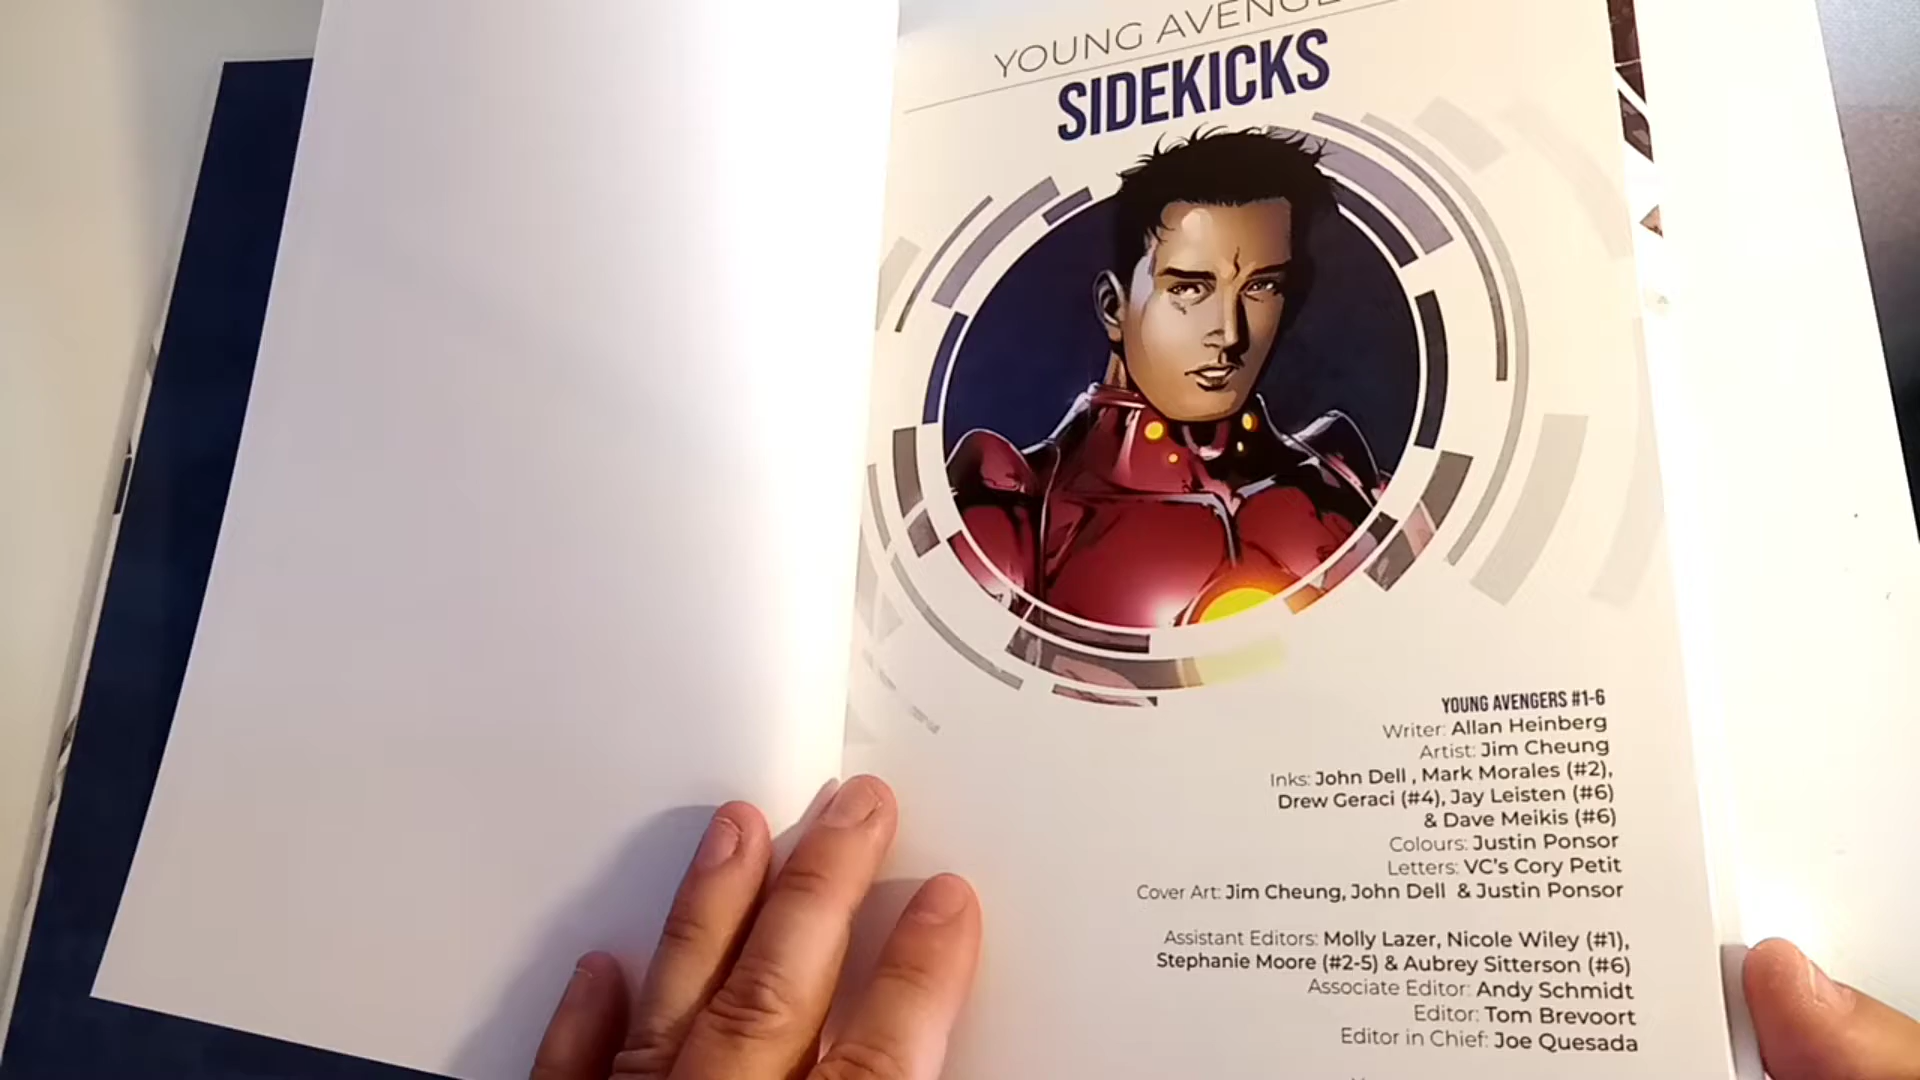 YOUNG AVENGE
SIDEKICKS
YOUNG AVENGERS #1-6
Writer: Allan Heinberg
Artist: Jim Cheung
Inks: John Dell , Mark Morales (#2),
Drew Geraci (#4), Jay Leisten (#6)
& Dave Meikis (#6)
Colours: Justin Ponsor
Letters: VC's Cory Petit
Cover Art: Jim Cheung, John Dell & Justin Ponsor
Assistant Editors: Molly Lazer, Nicole Wiley (#1),
Stephanie Moore (#2-5) & Aubrey Sitterson (#6)
Associate Editor: Andy Schmidt
Editor: Tom Brevoort
Editor in Chief: Joe Quesada